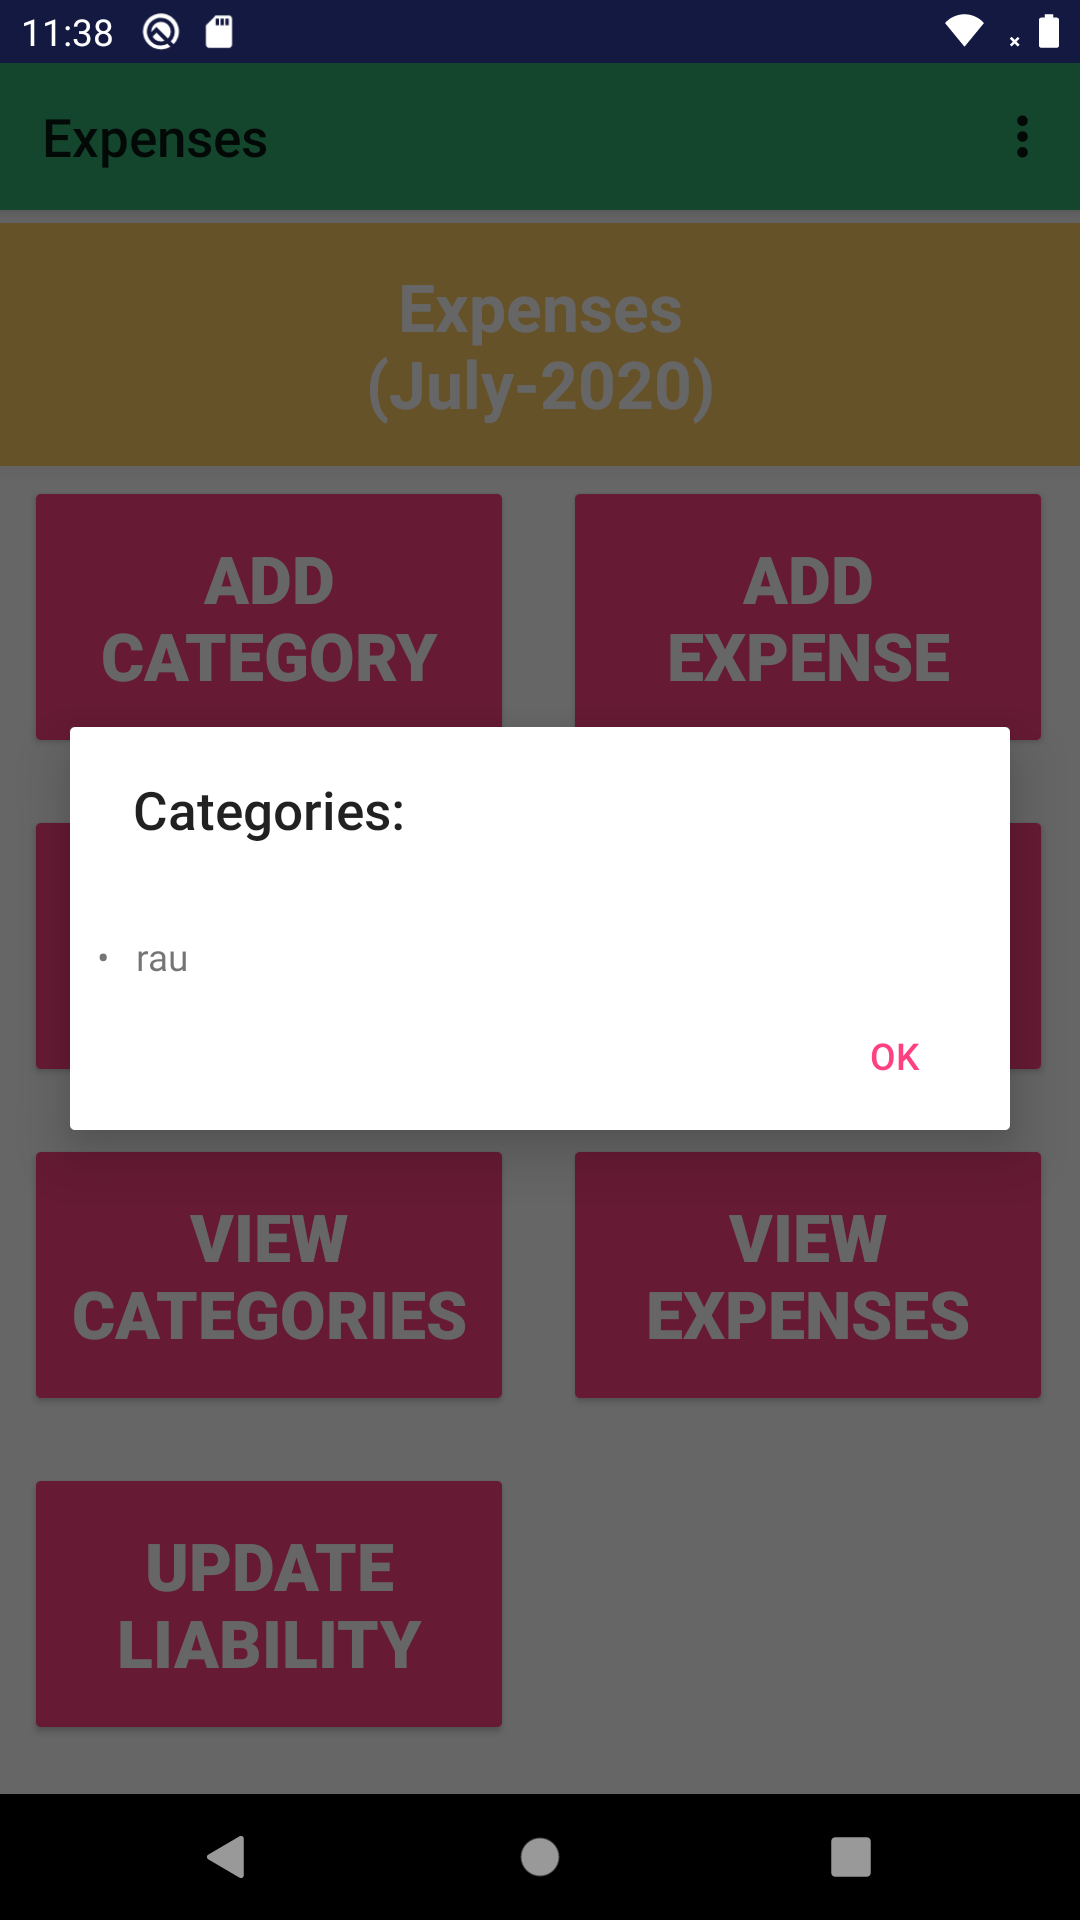 11:38
Expenses
Expenses
(July-2020)
ADD
CATEGORY
ADD
EXPENSE
Categories:
• rau
OK
VIEW
CATEGORIES
VIEW
EXPENSES
UPDATE
LIABILITY